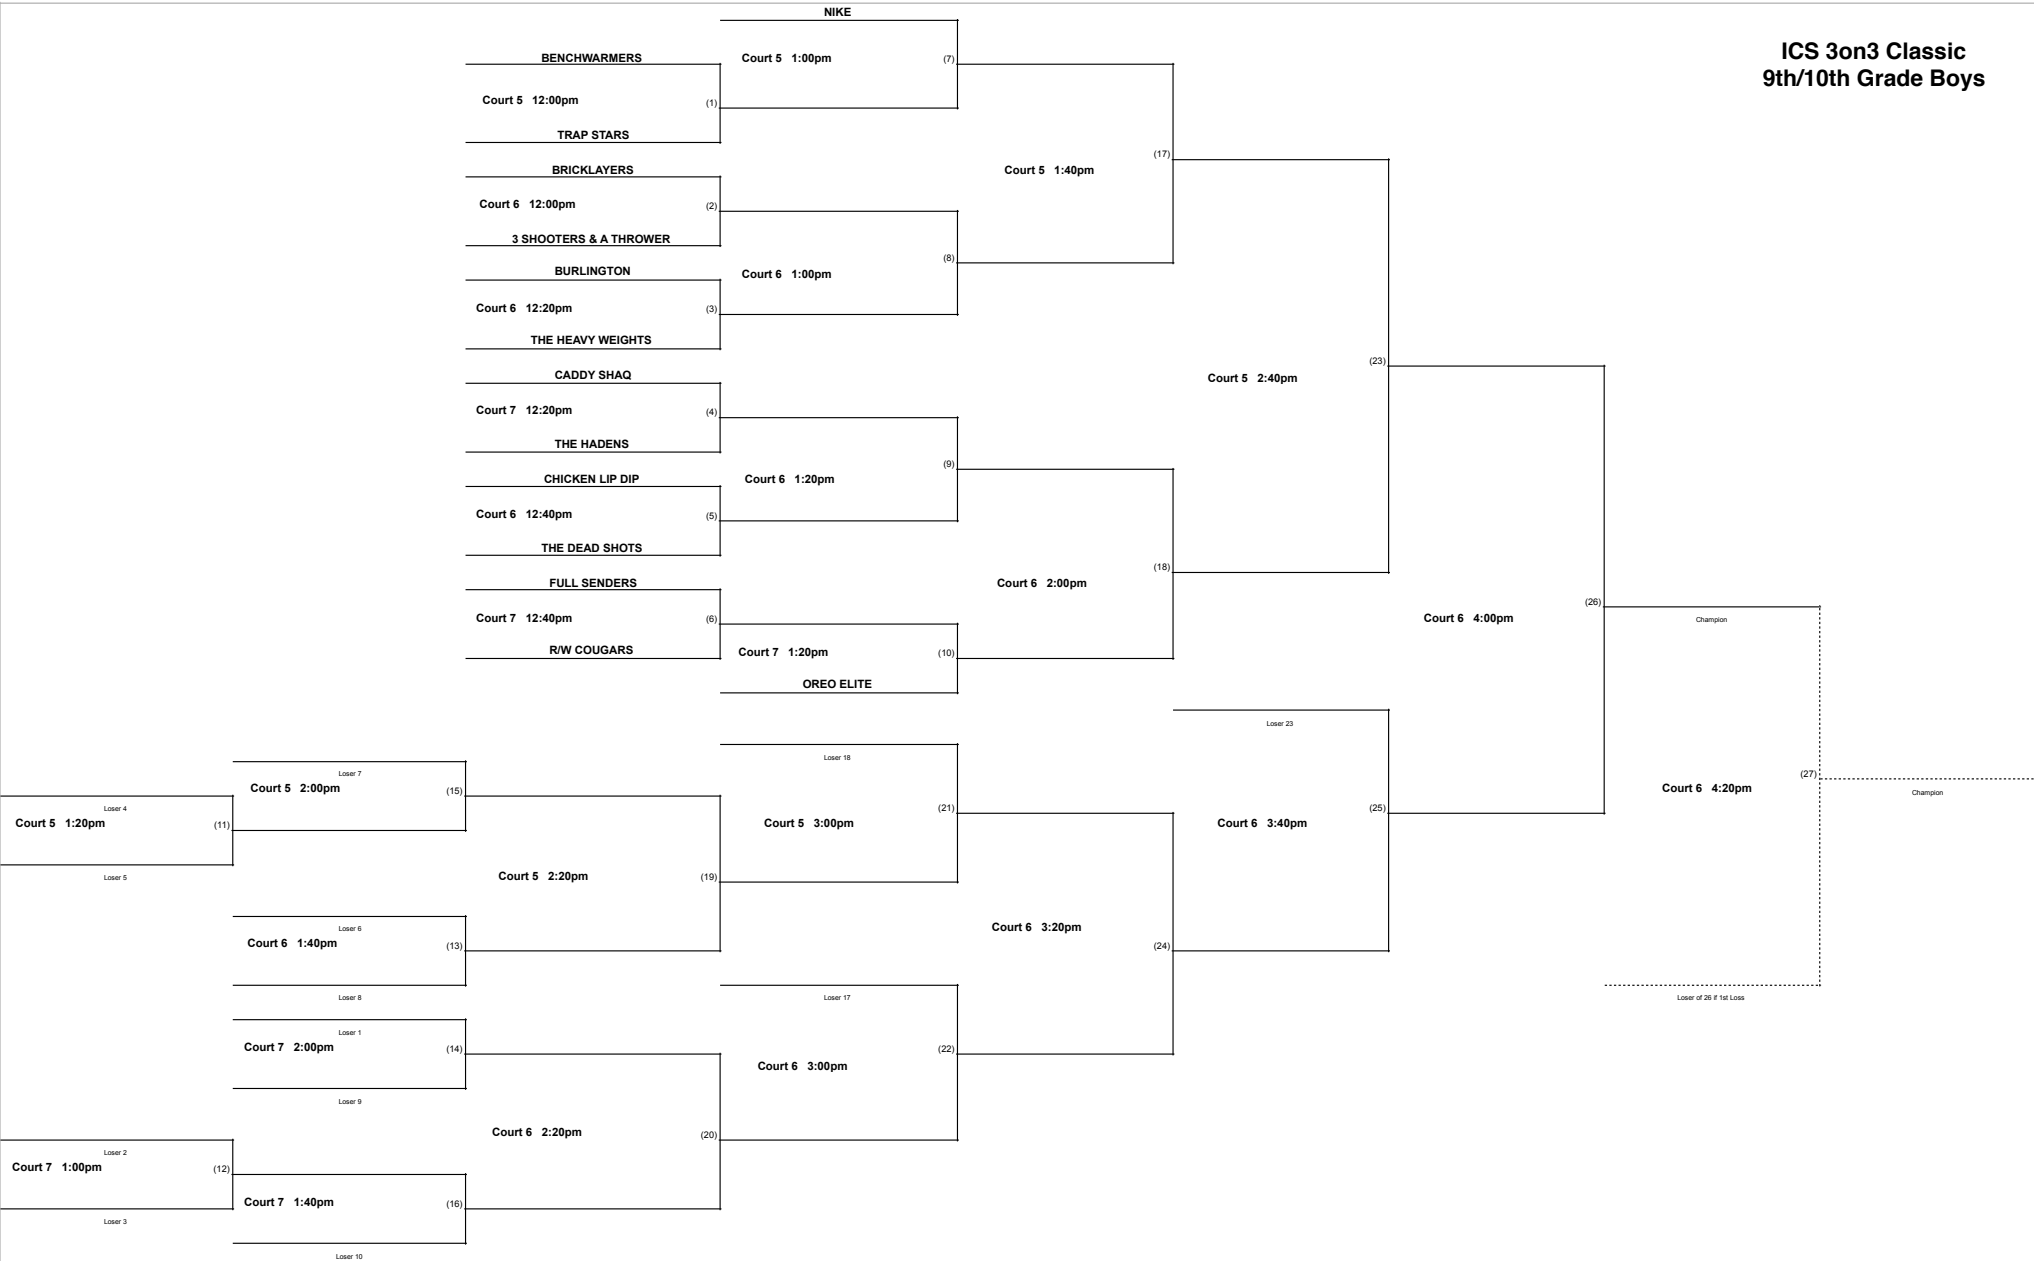 NIKE
ICS 3on3 Classic
9th/10th Grade Boys
BENCHWARMERS
Court 5 1:00pm
(7)
Court 5 12:00pm
(1)
TRAP STARS
BRICKLAYERS
Court 5 1:40pm
(17)
Court 6 12:00pm
(2)
3 SHOOTERS & A THROWER
BURLINGTON
Court 6 1:00pm
(8)
Court 6 12:20pm
(3)
THE HEAVY WEIGHTS
CADDY SHAQ
Court 5 2:40pm
(23)
Court 7 12:20pm
(4)
THE HADENS
CHICKEN LIP DIP
Court 6 1:20pm
(9)
Court 6 12:40pm
(5)
THE DEAD SHOTS
FULL SENDERS
Court 6 2:00pm
(18)
Court 7 12:40pm
(6)
Court 6 4:00pm
(26)
Champion
R/W COUGARS
Court 7 1:20pm
(10)
OREO ELITE
Loser 23
Loser 18
Loser 7
Court 5 2:00pm
(15)
Court 6 4:20pm
(27)
Champion
Loser 4
Court 5 1:20pm
(11)
Court 5 3:00pm
(21)
Court 6 3:40pm
(25)
Loser 5
Court 5 2:20pm
(19)
Loser 6
Court 6 1:40pm
(13)
Court 6 3:20pm
(24)
Loser 8
Loser 17
Loser of 26 if 1st Loss
Loser 1
Court 7 2:00pm
(14)
Court 6 3:00pm
(22)
Loser 9
Court 6 2:20pm
(20)
Loser 2
Court 7 1:00pm
(12)
Court 7 1:40pm
(16)
Loser 3
Loser 10